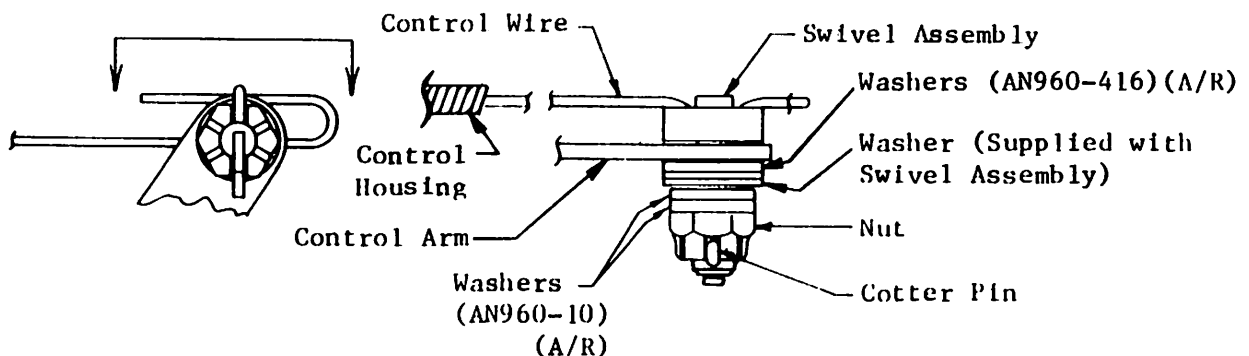 Control Wire
Swivel Assembly
Washers (AN960-416)(A/R)
Control
Housing
Washer (Supplied with
Swivel Assembly)
Control Arm
Nut
Washers
(AN960-10)
(A/R)
Cotter Pin